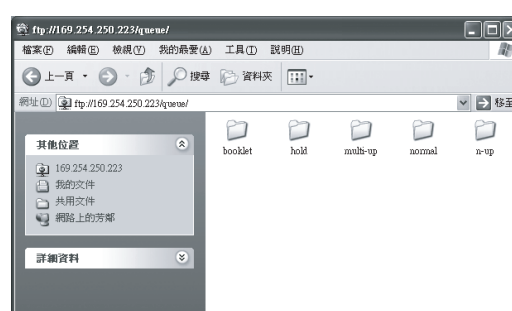 ftp://169.254.250.223/queue/
檔案(F) 編輯(E) 檢視(V) 我的最愛(A) 工具(T) 說明(H)
上一頁 搜尋 資料夾
網址(D) ftp://169.254.250.223/queue/ 移至
其他位置
169.254.250.223
我的文件
共用文件
網路上的芳鄰
詳細資料
booklet hold multi-up normal n-up